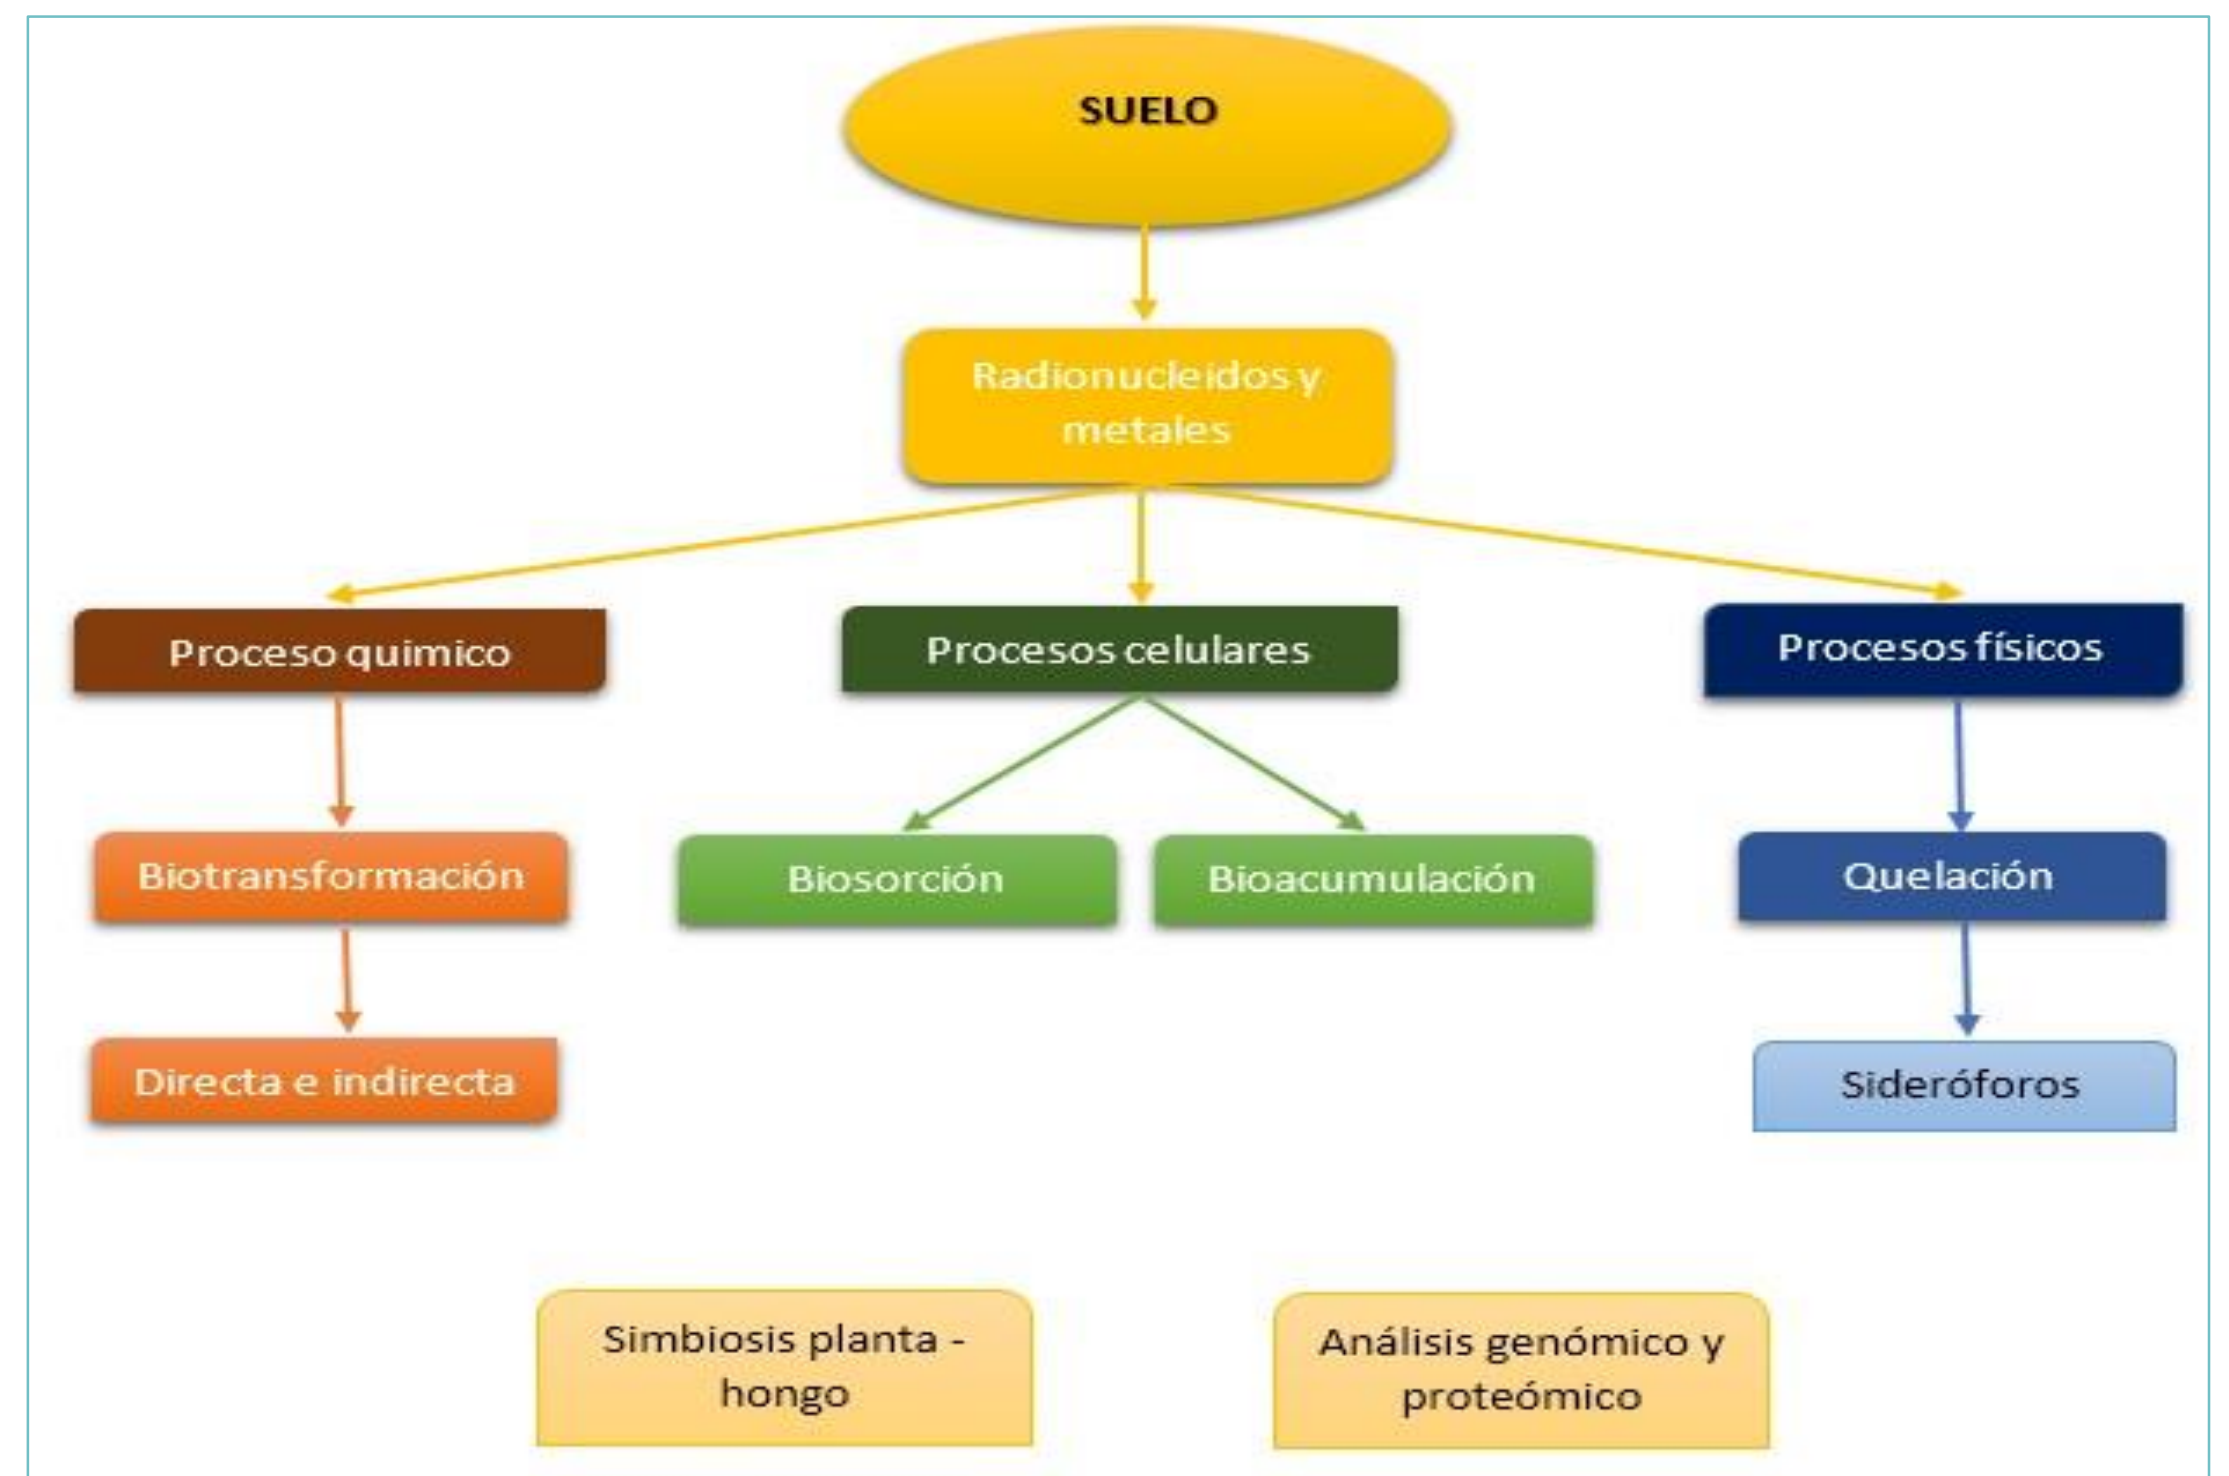 SUELO
Radionucleidos y
metales
Proceso quimico
Procesos celulares
Procesos físicos
Biotransformación
Biosorción
Bioacumulación
Quelación
Directa e indirecta
Sideróforos
Simbiosis planta -
hongo
Análisis genómico y
proteómico